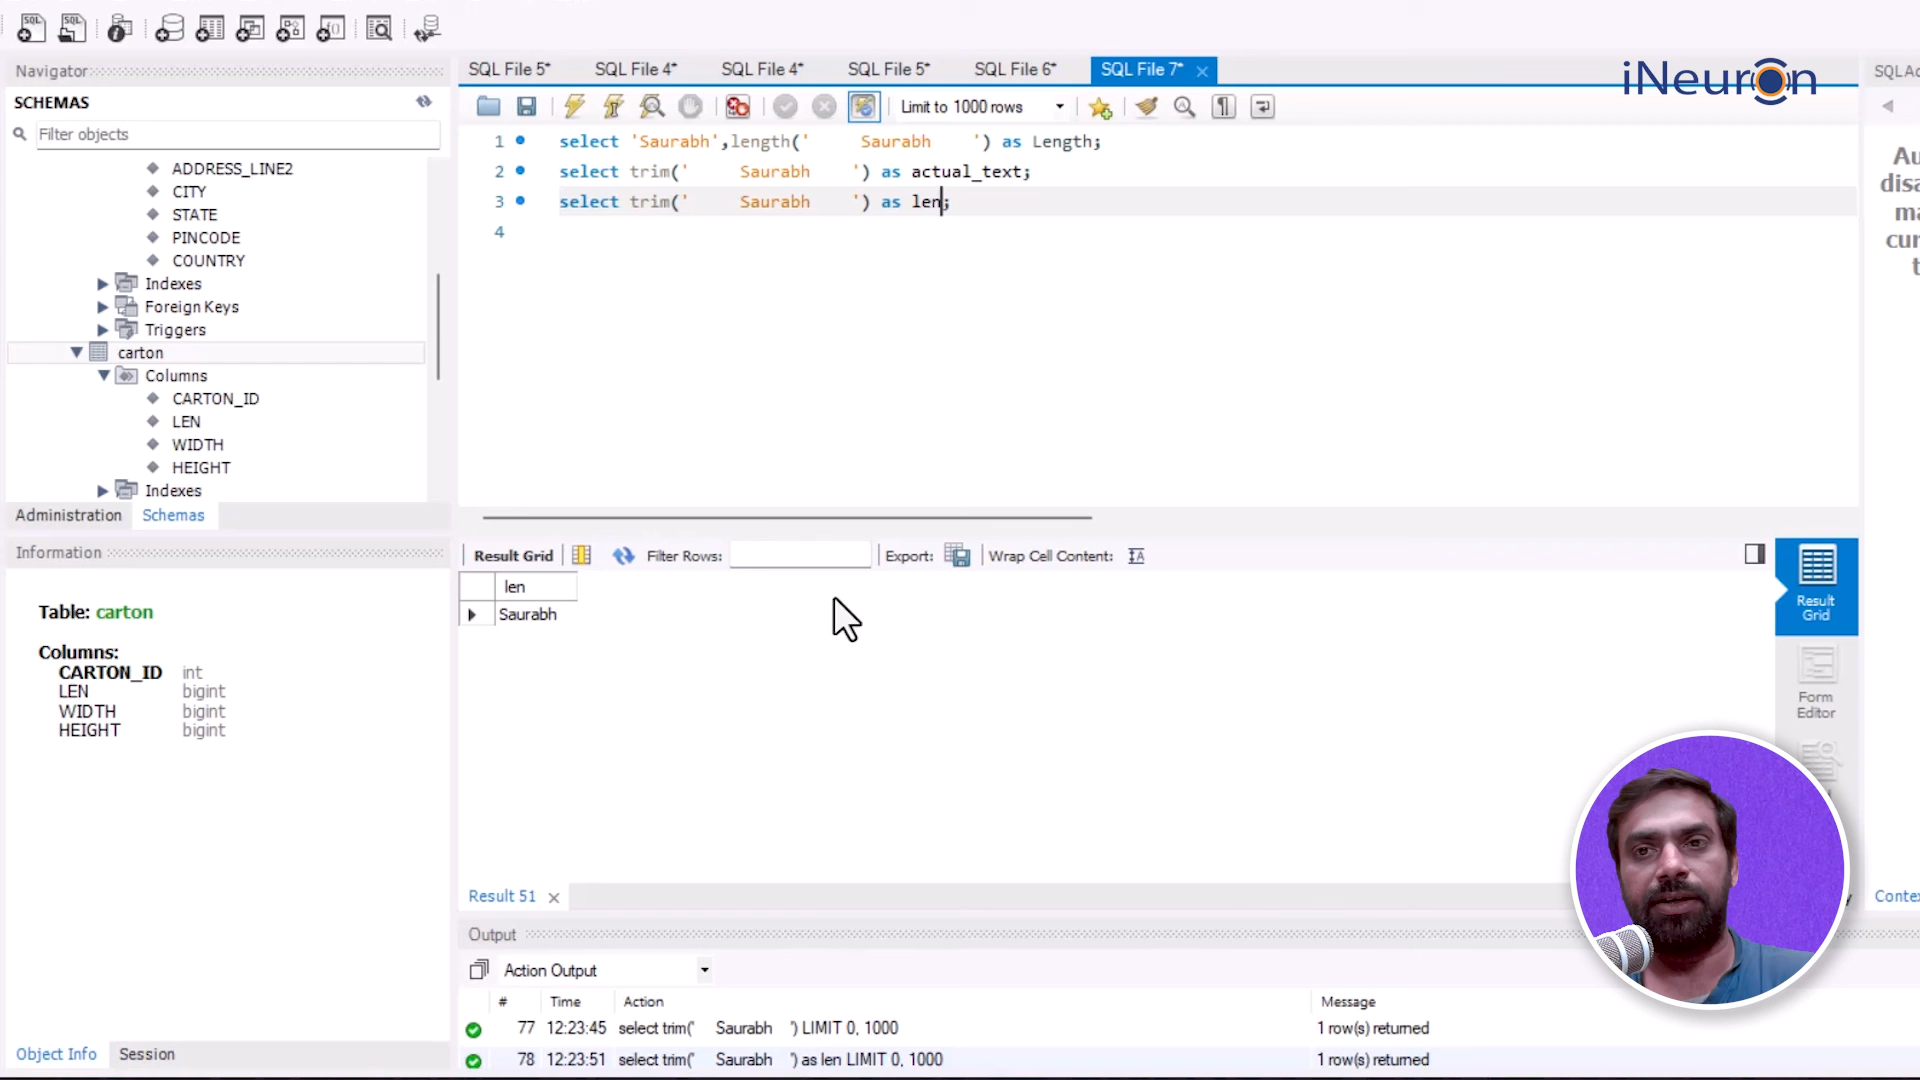 Navigator
SCHEMAS
Filter objects
ADDRESS_LINE2
CITY
STATE
PINCODE
COUNTRY
Indexes
Foreign Keys
Triggers
carton
Columns
CARTON_ID
LEN
WIDTH
HEIGHT
Indexes
Administration Schemas
Information
Table: carton
Columns:
CARTON_ID int
LEN bigint
WIDTH bigint
HEIGHT bigint
Object Info Session
SQL File 5* SQL File 4* SQL File 4* SQL File 5* SQL File 6* SQL File 7*
iNeuron
Limit to 1000 rows
1 select 'Saurabh',length('     Saurabh    ') as Length;
2 select trim('     Saurabh    ') as actual_text;
3 select trim('     Saurabh    ') as len;
4
Result Grid Filter Rows: Export: Wrap Cell Content:
len
Saurabh
Result Grid
Form Editor
Result 51
Output
Action Output
# Time Action Message
77 12:23:45 select trim('     Saurabh    ') LIMIT 0, 1000 1 row(s) returned
78 12:23:51 select trim('     Saurabh    ') as len LIMIT 0, 1000 1 row(s) returned